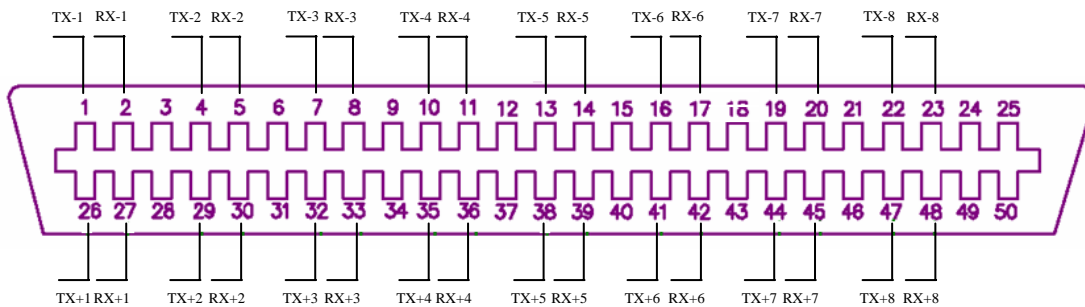 TX-1 RX-1 TX-2 RX-2 TX-3 RX-3 TX-4 RX-4 TX-5 RX-5 TX-6 RX-6 TX-7 RX-7 TX-8 RX-8
1 2 3 4 5 6 7 8 9 10 11 12 13 14 15 16 17 18 19 20 21 22 23 24 25
26 27 28 29 30 31 32 33 34 35 36 37 38 39 40 41 42 43 44 45 46 47 48 49 50
TX+1 RX+1 TX+2 RX+2 TX+3 RX+3 TX+4 RX+4 TX+5 RX+5 TX+6 RX+6 TX+7 RX+7 TX+8 RX+8